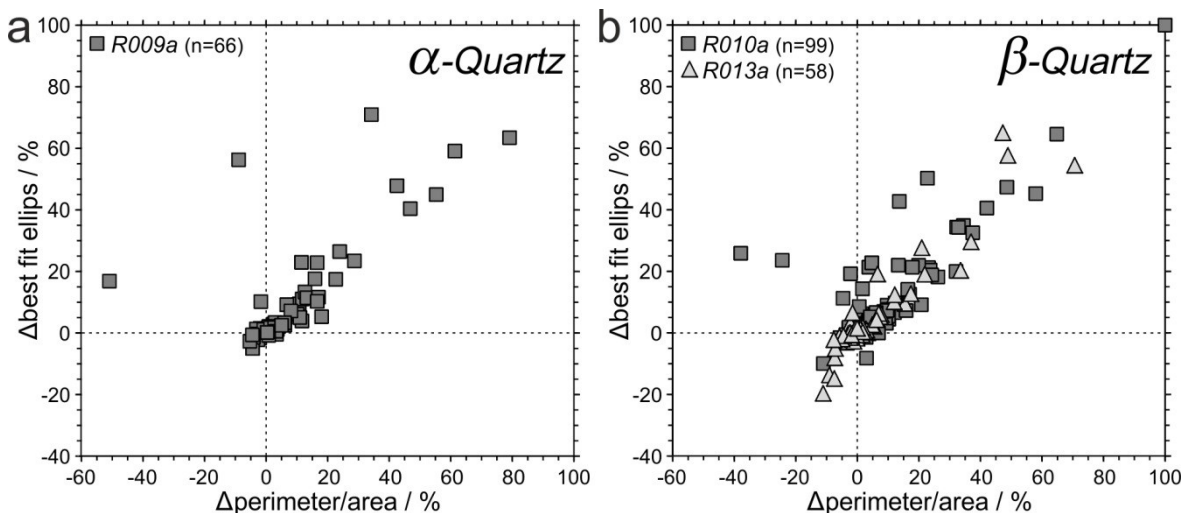 a
R009a (n=66)
α-Quartz
100
80
60
40
20
0
-20
-40
Δbest fit ellips / %
-60 -40 -20 0 20 40 60 80 100
Δperimeter/area / %
b
R010a (n=99)
R013a (n=58)
β-Quartz
100
80
60
40
20
0
-20
-40
Δbest fit ellips / %
-60 -40 -20 0 20 40 60 80 100
Δperimeter/area / %